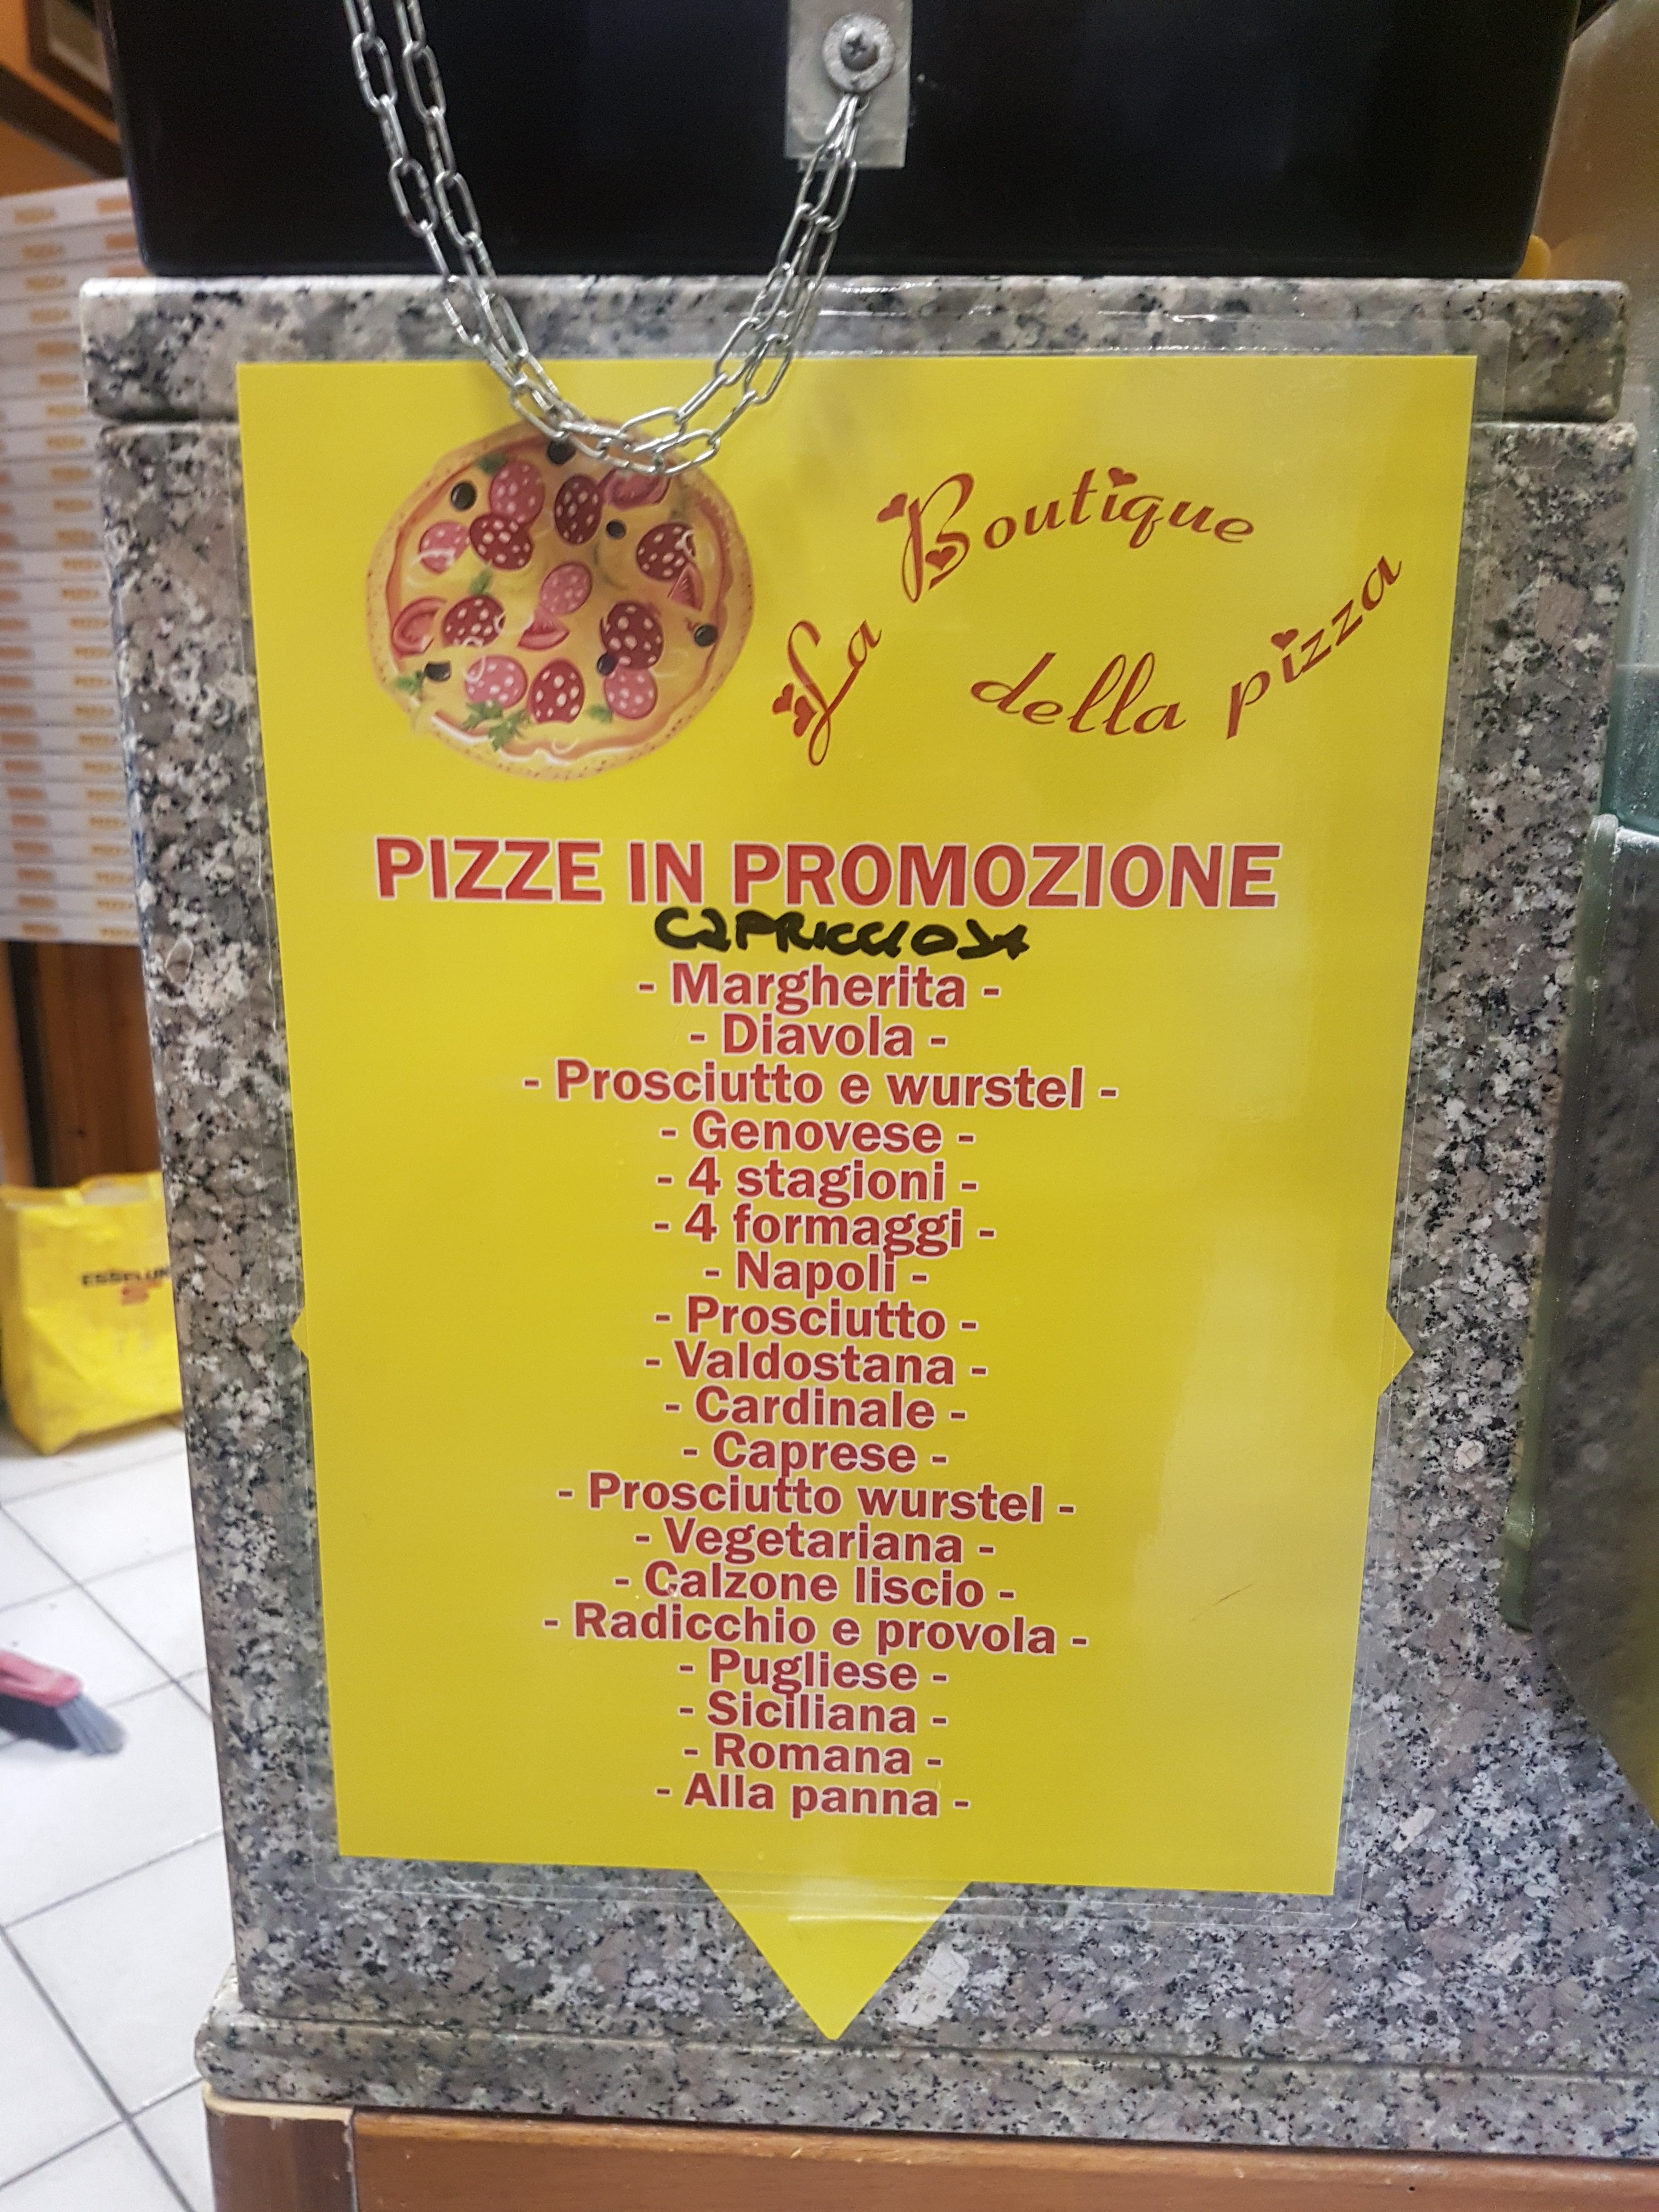 La Boutique
della pizza
PIZZE IN PROMOZIONE
CAPRICCIOSA
- Margherita -
- Diavola -
- Prosciutto e wurstel -
- Genovese -
- 4 stagioni -
- 4 formaggi -
- Napoli -
- Prosciutto -
- Valdostana -
- Cardinale -
- Caprese -
- Prosciutto wurstel -
- Vegetariana -
- Calzone liscio -
- Radicchio e provola -
- Pugliese -
- Siciliana -
- Romana -
- Alla panna -